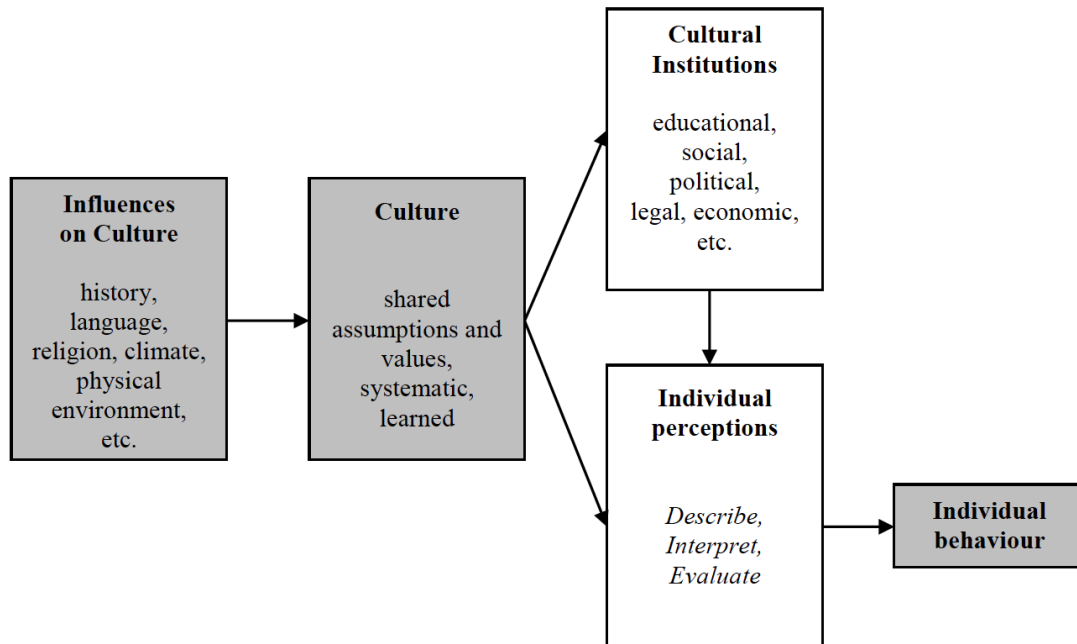 Influences
on Culture
history,
language,
religion, climate,
physical
environment,
etc.
Culture
shared
assumptions and
values,
systematic,
learned
Cultural
Institutions
educational,
social,
political,
legal, economic,
etc.
Individual
perceptions
Describe,
Interpret,
Evaluate
Individual
behaviour